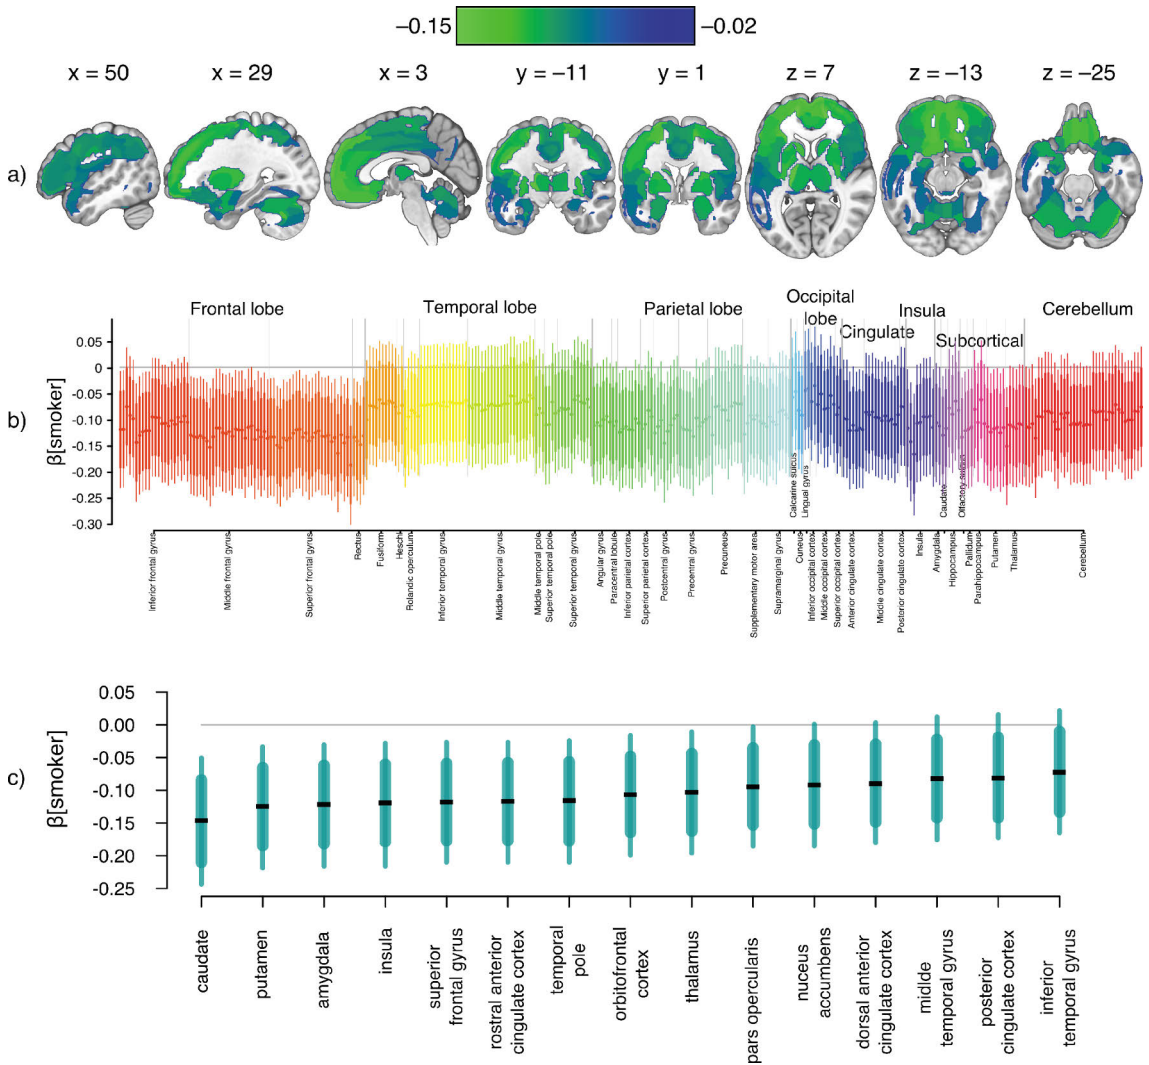 −0.15 −0.02
x = 50 x = 29 x = 3 y = −11 y = 1 z = 7 z = −13 z = −25
a)
Frontal lobe Temporal lobe Parietal lobe Occipital lobe Cingulate Insula Subcortical Cerebellum
b)
β[smoker]
0.05
0
-0.05
-0.10
-0.15
-0.20
-0.25
-0.30
Inferior frontal gyrus
Middle frontal gyrus
Superior frontal gyrus
Rectus
Fusiform
Heschl
Rolandic operculum
Inferior temporal gyrus
Middle temporal gyrus
Middle temporal pole
Superior temporal pole
Superior temporal gyrus
Angular gyrus
Paracentral lobule
Inferior parietal cortex
Superior parietal cortex
Postcentral gyrus
Precentral gyrus
Precuneus
Supplementary motor area
Supramarginal gyrus
Calcarine sulcus
Cuneus
Lingual gyrus
Inferior occipital cortex
Middle occipital cortex
Superior occipital cortex
Anterior cingulate cortex
Middle cingulate cortex
Posterior cingulate cortex
Insula
Amygdala
Caudate
Hippocampus
Olfactory sulcus
Pallidum
Parahippocampus
Putamen
Thalamus
Cerebellum
c)
β[smoker]
0.05
0.00
-0.05
-0.10
-0.15
-0.20
-0.25
caudate
putamen
amygdala
insula
superior
frontal gyrus
rostral anterior
cingulate cortex
temporal
pole
orbitofrontal
cortex
thalamus
pars opercularis
nuceus
accumbens
dorsal anterior
cingulate cortex
midlde
temporal gyrus
posterior
cingulate cortex
inferior
temporal gyrus